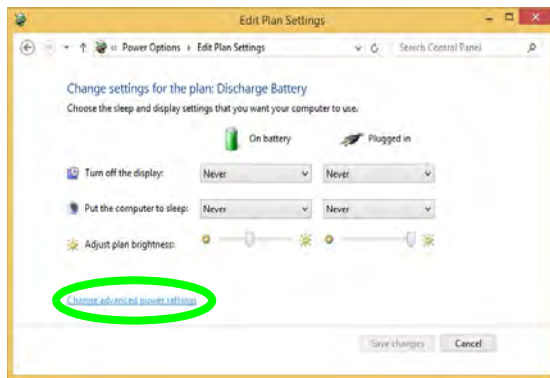 Edit Plan Settings
« Power Options › Edit Plan Settings
Search Control Panel
Change settings for the plan: Discharge Battery
Choose the sleep and display settings that you want your computer to use.
On battery Plugged in
Turn off the display: Never Never
Put the computer to sleep: Never Never
Adjust plan brightness:
Change advanced power settings
Save changes Cancel